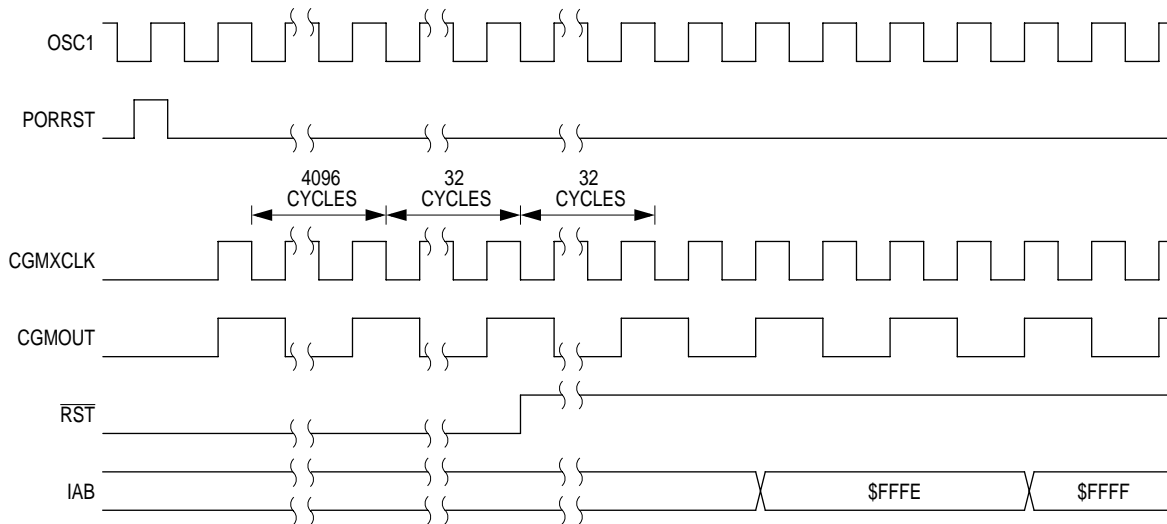 OSC1
PORRST
4096
CYCLES
32
CYCLES
32
CYCLES
CGMXCLK
CGMOUT
RST
IAB
$FFFE
$FFFF